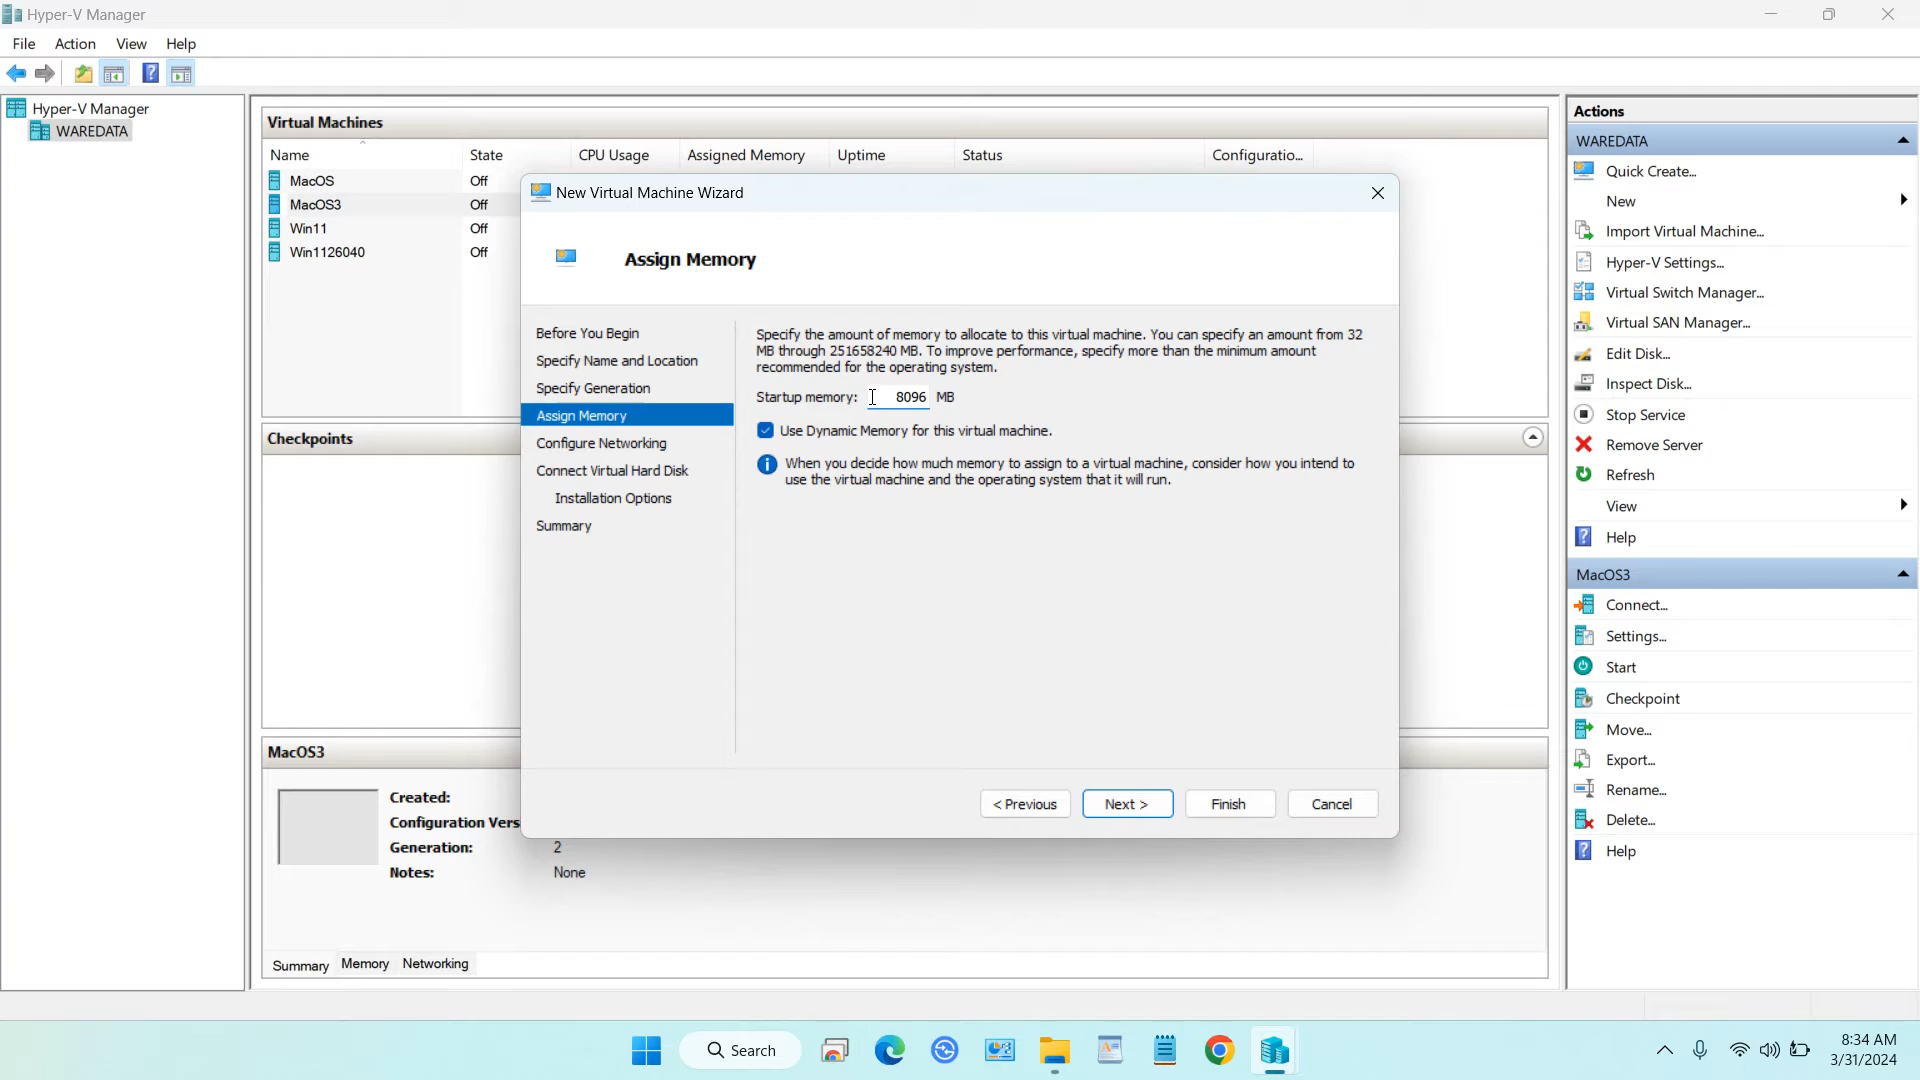 Hyper-V Manager
File Action View Help
Hyper-V Manager
WAREDATA
Virtual Machines
Name State CPU Usage Assigned Memory Uptime Status Configuratio...
MacOS Off
MacOS3 Off
Win11 Off
Win1126040 Off
Checkpoints
MacOS3
Created:
Configuration Vers
Generation: 2
Notes: None
Summary Memory Networking
New Virtual Machine Wizard
Assign Memory
Before You Begin
Specify Name and Location
Specify Generation
Assign Memory
Configure Networking
Connect Virtual Hard Disk
Installation Options
Summary
Specify the amount of memory to allocate to this virtual machine. You can specify an amount from 32
MB through 251658240 MB. To improve performance, specify more than the minimum amount
recommended for the operating system.
Startup memory: 8096 MB
Use Dynamic Memory for this virtual machine.
When you decide how much memory to assign to a virtual machine, consider how you intend to
use the virtual machine and the operating system that it will run.
< Previous Next > Finish Cancel
Actions
WAREDATA
Quick Create...
New
Import Virtual Machine...
Hyper-V Settings...
Virtual Switch Manager...
Virtual SAN Manager...
Edit Disk...
Inspect Disk...
Stop Service
Remove Server
Refresh
View
Help
MacOS3
Connect...
Settings...
Start
Checkpoint
Move...
Export...
Rename...
Delete...
Help
Search
8:34 AM
3/31/2024